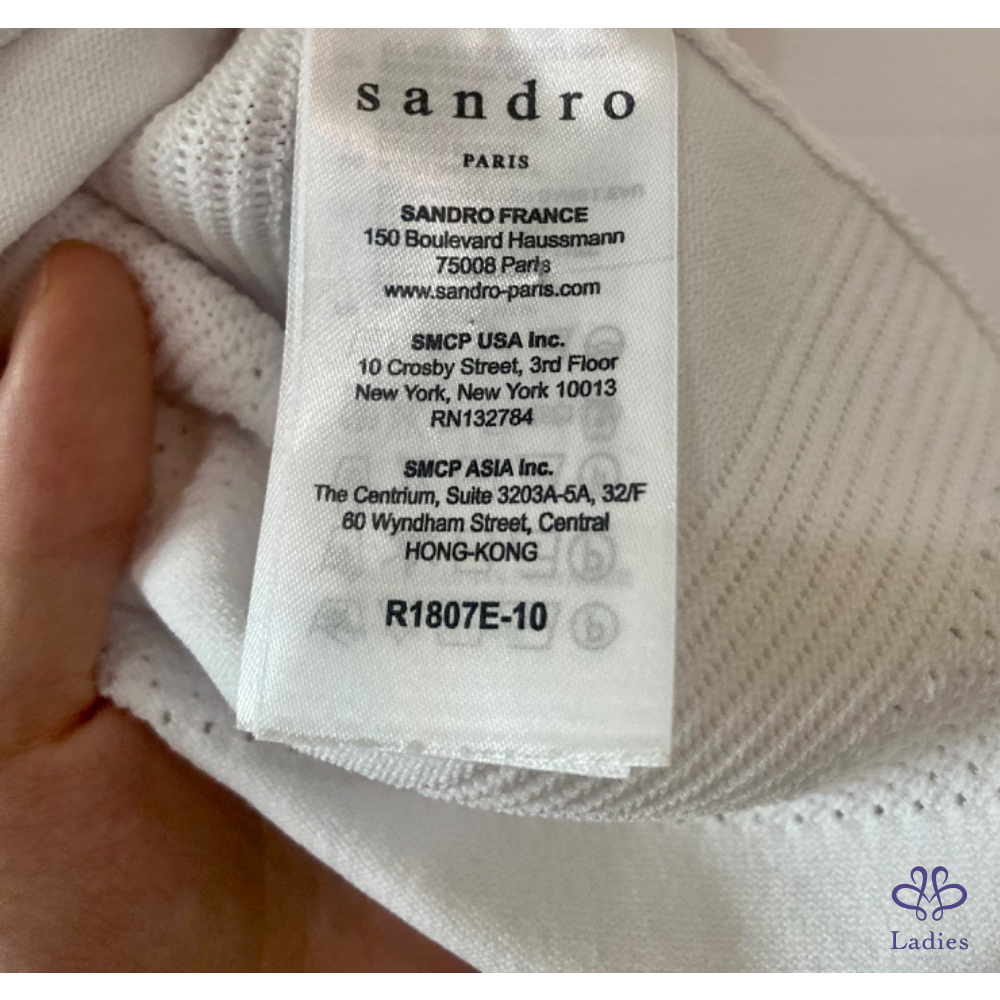 sandro
PARIS
SANDRO FRANCE
150 Boulevard Haussmann
75008 Paris
www.sandro-paris.com
SMCP USA Inc.
10 Crosby Street, 3rd Floor
New York, New York 10013
RN132784
SMCP ASIA Inc.
The Centrium, Suite 3203A-5A, 32/F
60 Wyndham Street, Central
HONG-KONG
R1807E-10
Ladies